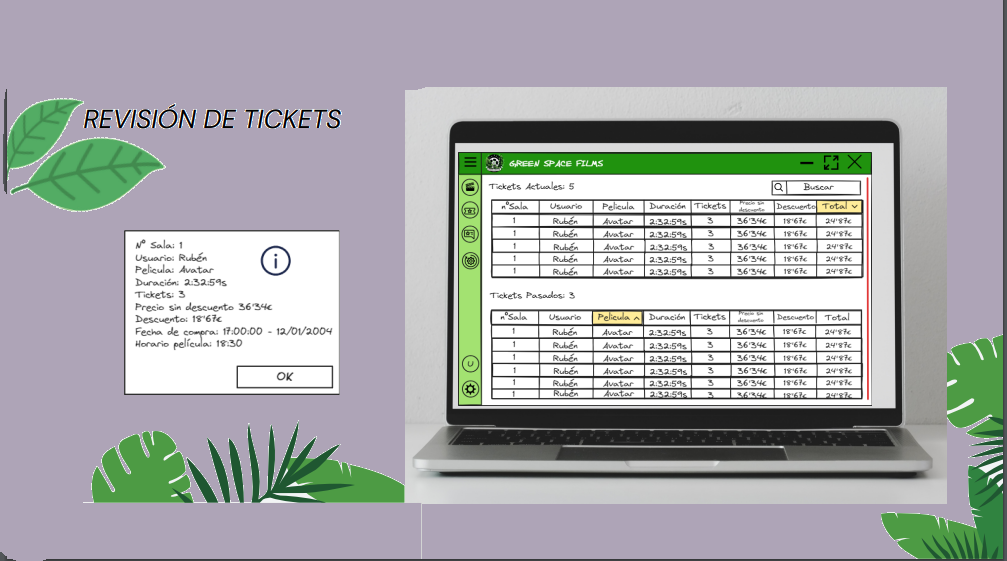 REVISIÓN DE TICKETS
Nº Sala: 1
Usuario: Rubén
Película: Avatar
Duración: 2:32:59s
Tickets: 3
Precio sin descuento 36'34€
Descuento: 18'67€
Fecha de compra: 17:00:00 - 12/01/2004
Horario película: 18:30
OK
GREEN SPACE FILMS
Tickets Actuales: 5
Buscar
nºSala Usuario Película Duración Tickets Precio sin descuento Descuento Total
1 Rubén Avatar 2:32:59s 3 36'34€ 18'67€ 24'87€
1 Rubén Avatar 2:32:59s 3 36'34€ 18'67€ 24'87€
1 Rubén Avatar 2:32:59s 3 36'34€ 18'67€ 24'87€
1 Rubén Avatar 2:32:59s 3 36'34€ 18'67€ 24'87€
1 Rubén Avatar 2:32:59s 3 36'34€ 18'67€ 24'87€
Tickets Pasados: 3
nºSala Usuario Película Duración Tickets Precio sin descuento Descuento Total
1 Rubén Avatar 2:32:59s 3 36'34€ 18'67€ 24'87€
1 Rubén Avatar 2:32:59s 3 36'34€ 18'67€ 24'87€
1 Rubén Avatar 2:32:59s 3 36'34€ 18'67€ 24'87€
1 Rubén Avatar 2:32:59s 3 36'34€ 18'67€ 24'87€
1 Rubén Avatar 2:32:59s 3 36'34€ 18'67€ 24'87€
1 Rubén Avatar 2:32:59s 3 36'34€ 18'67€ 24'87€
U